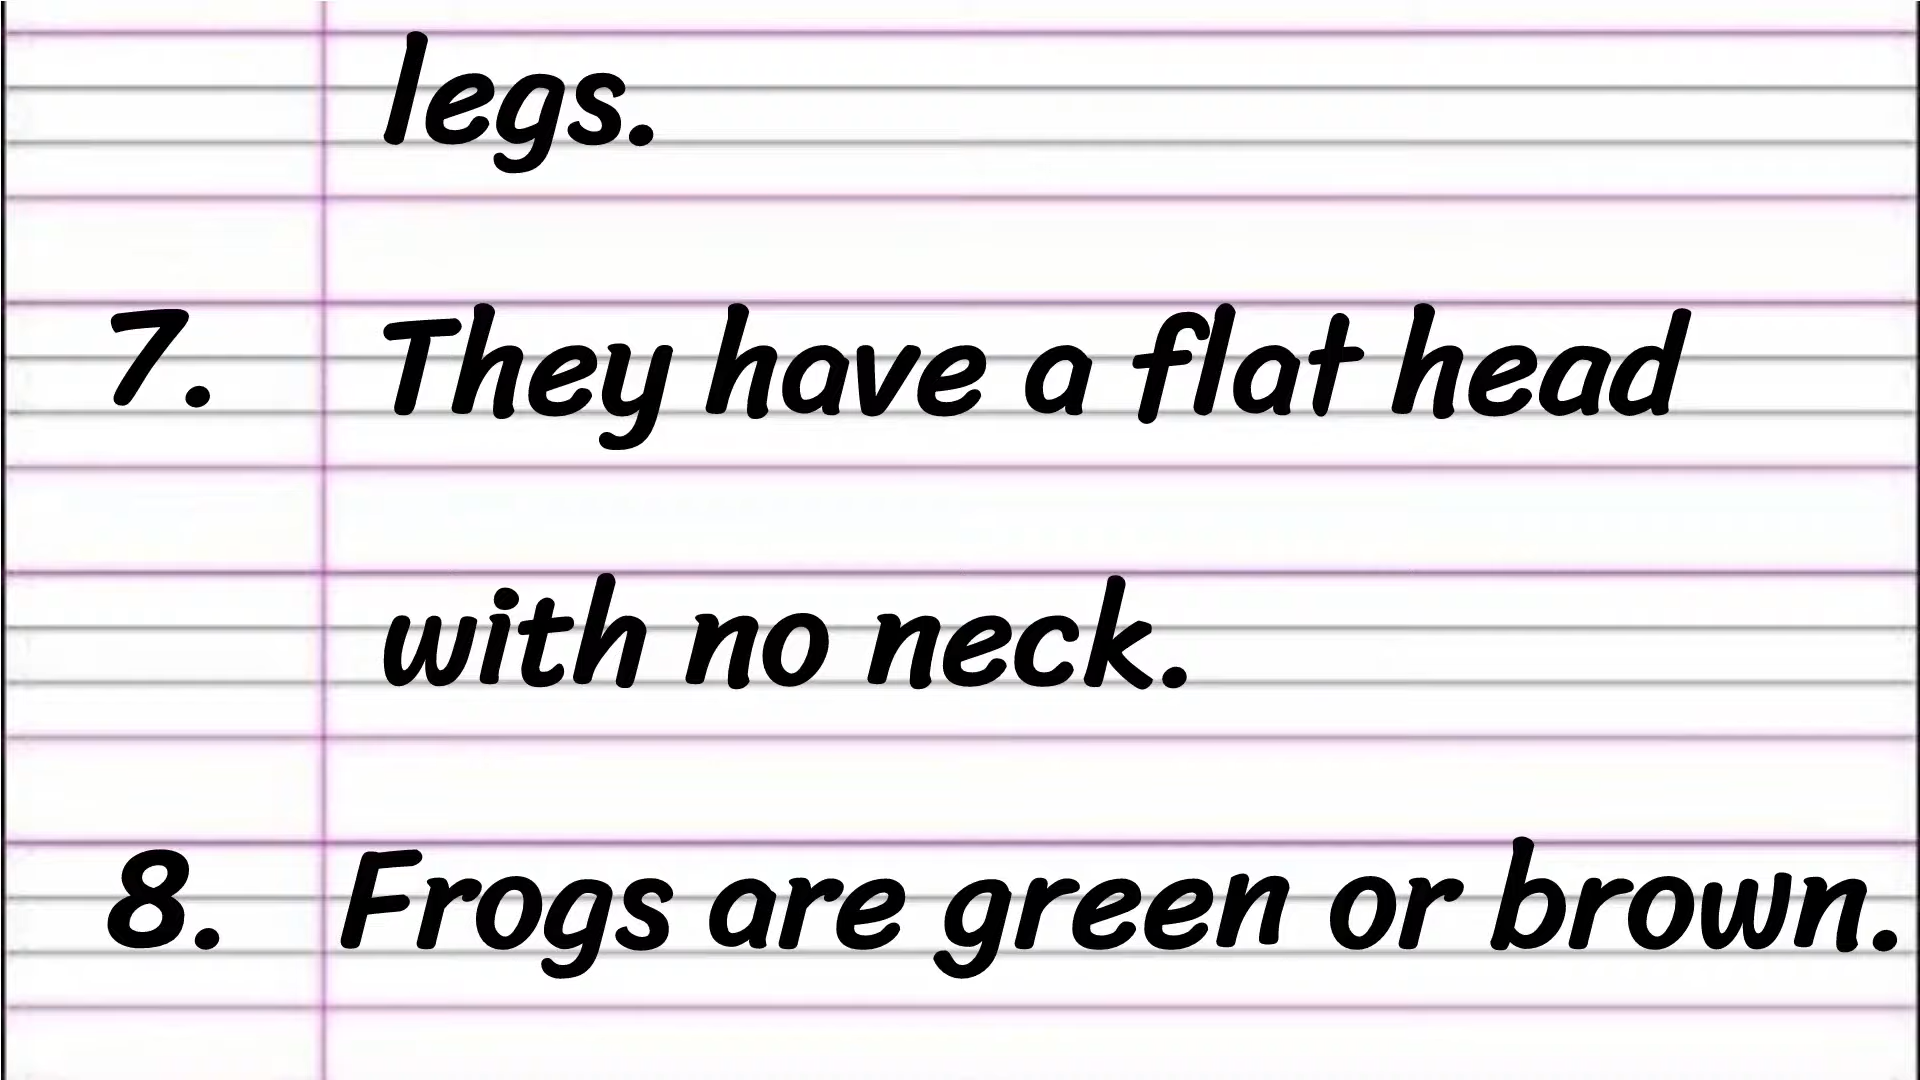 legs.
7. They have a flat head
with no neck.
8. Frogs are green or brown.